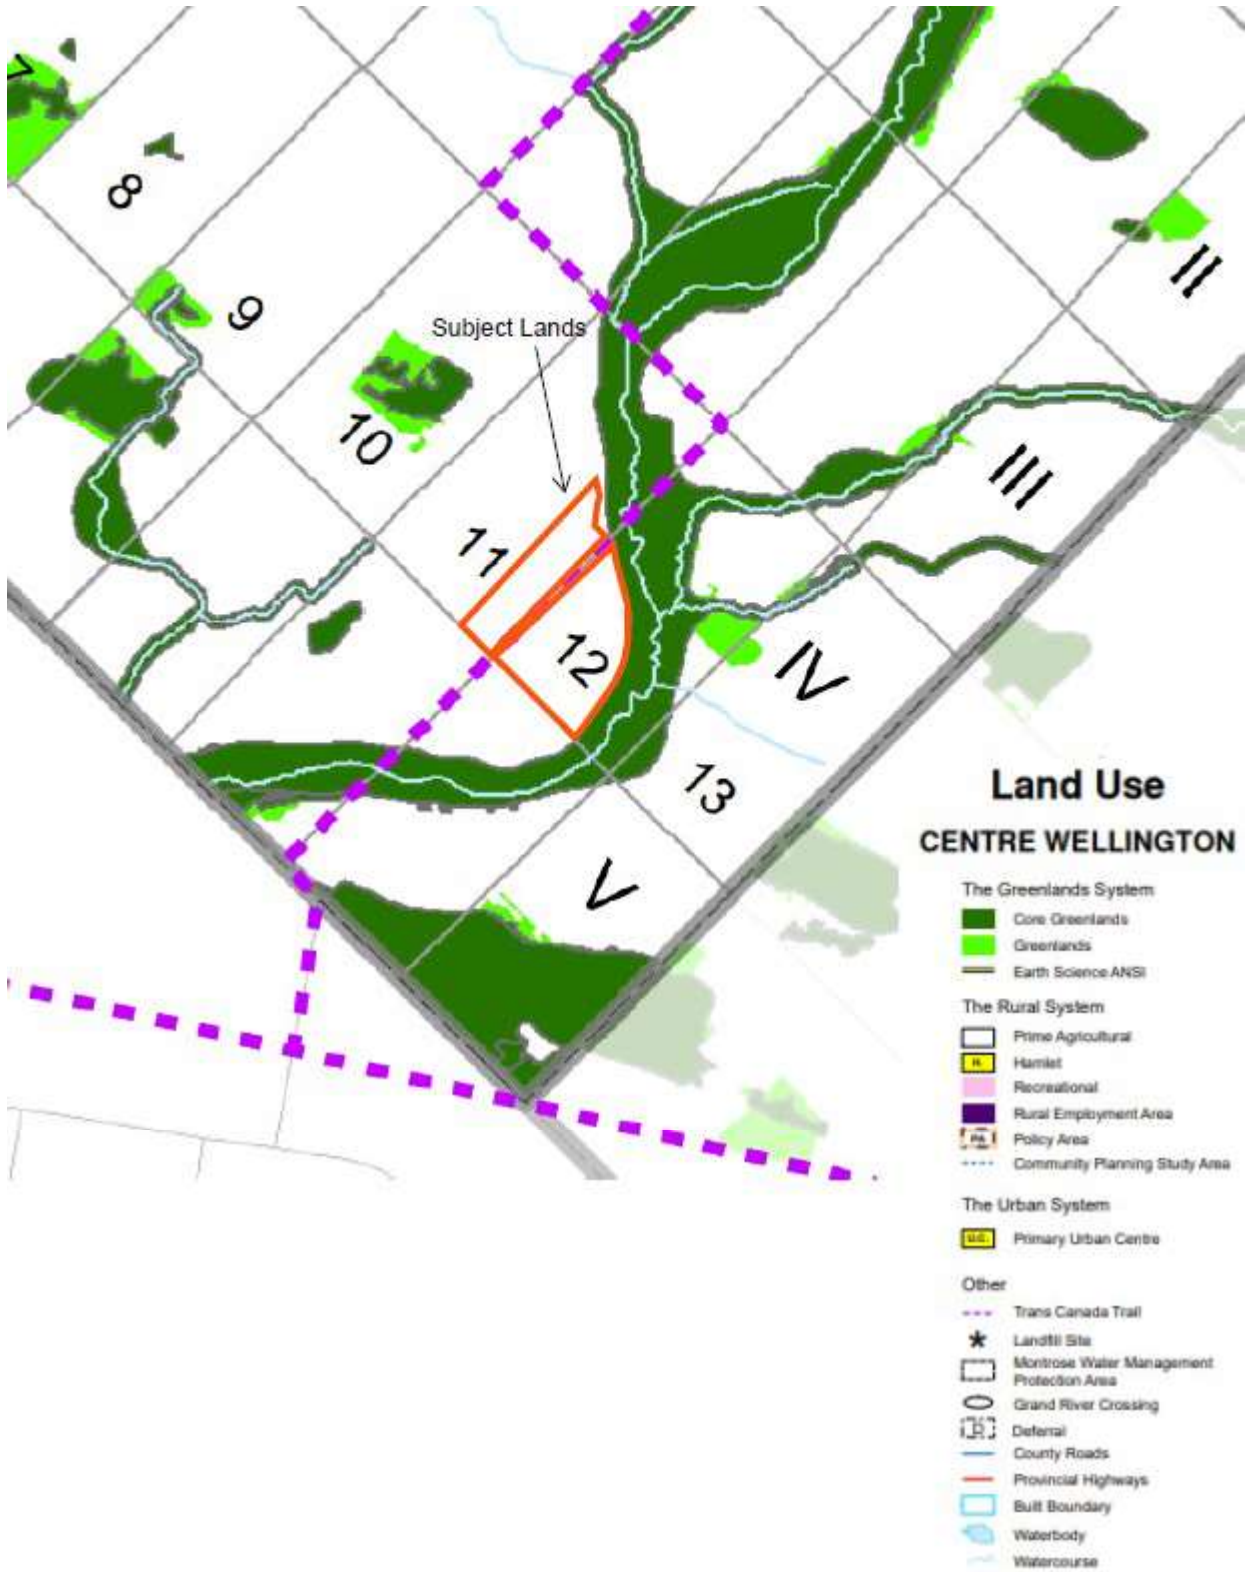 7
8
9
II
Subject Lands
10
III
11
12
IV
13
V
Land Use
CENTRE WELLINGTON
The Greenlands System
Core Greenlands
Greenlands
Earth Science ANSI
The Rural System
Prime Agricultural
H. Hamlet
Recreational
Rural Employment Area
PA Policy Area
Community Planning Study Area
The Urban System
U.C. Primary Urban Centre
Other
Trans Canada Trail
Landfill Site
Montrose Water Management
Protection Area
Grand River Crossing
D Deferral
County Roads
Provincial Highways
Built Boundary
Waterbody
Watercourse